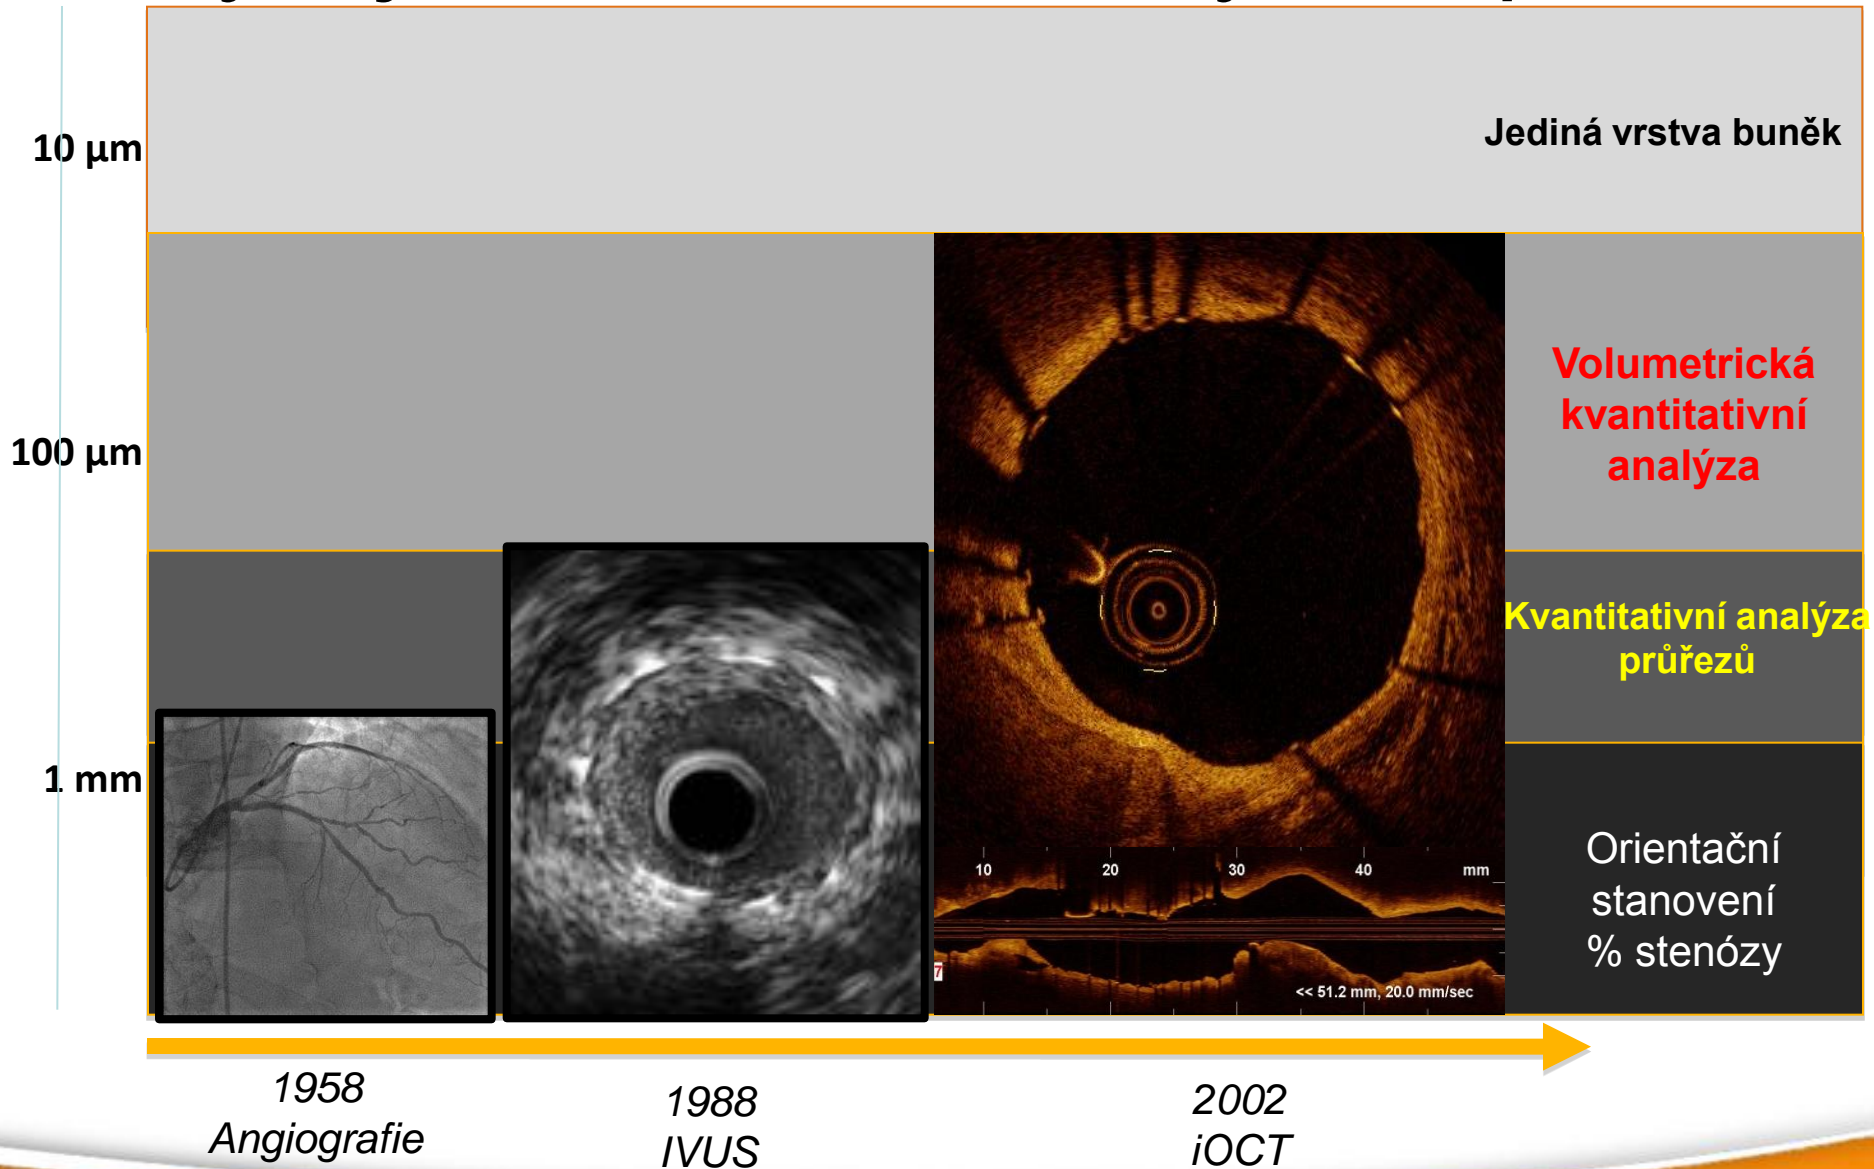 10 µm
Jediná vrstva buněk
100 µm
Volumetrická
kvantitativní
analýza
Kvantitativní analýza
průřezů
1 mm
Orientační
stanovení
% stenózy
10
20
30
40
mm
7
<< 51.2 mm, 20.0 mm/sec
1958
Angiografie
1988
IVUS
2002
iOCT